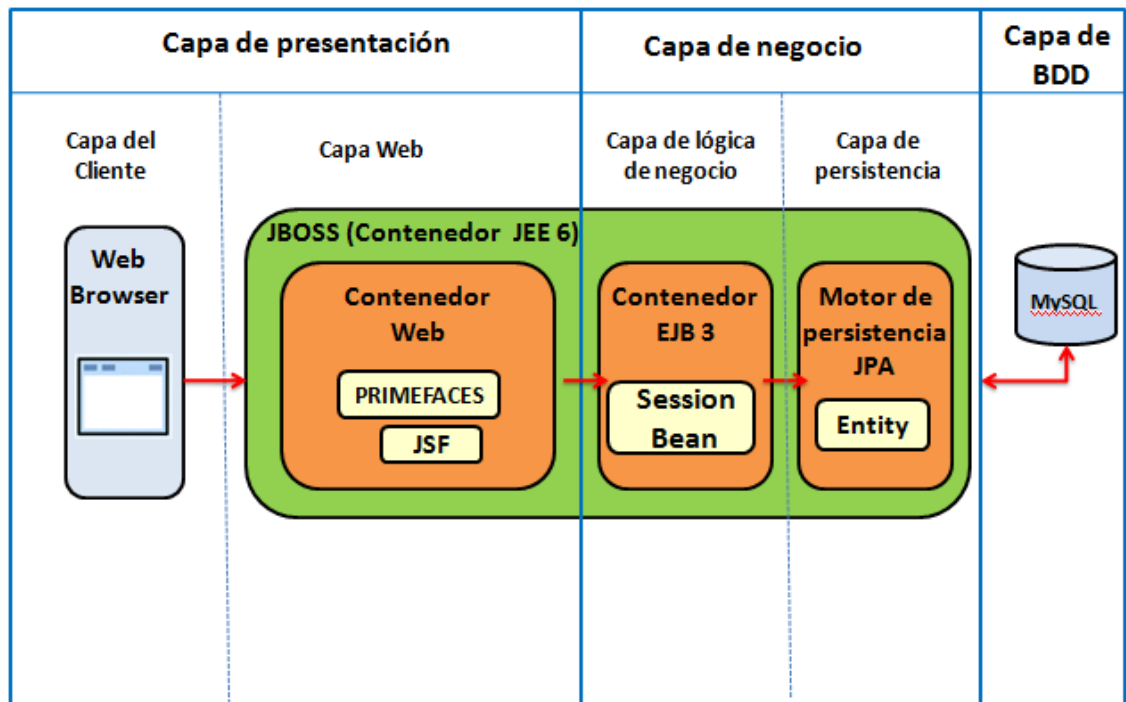 Capa de presentación
Capa de negocio
Capa de
BDD
Capa del
Cliente
Capa Web
Capa de lógica
de negocio
Capa de
persistencia
JBOSS (Contenedor JEE 6)
Web
Browser
Contenedor
Web
PRIMEFACES
JSF
Contenedor
EJB 3
Session
Bean
Motor de
persistencia
JPA
Entity
MySQL